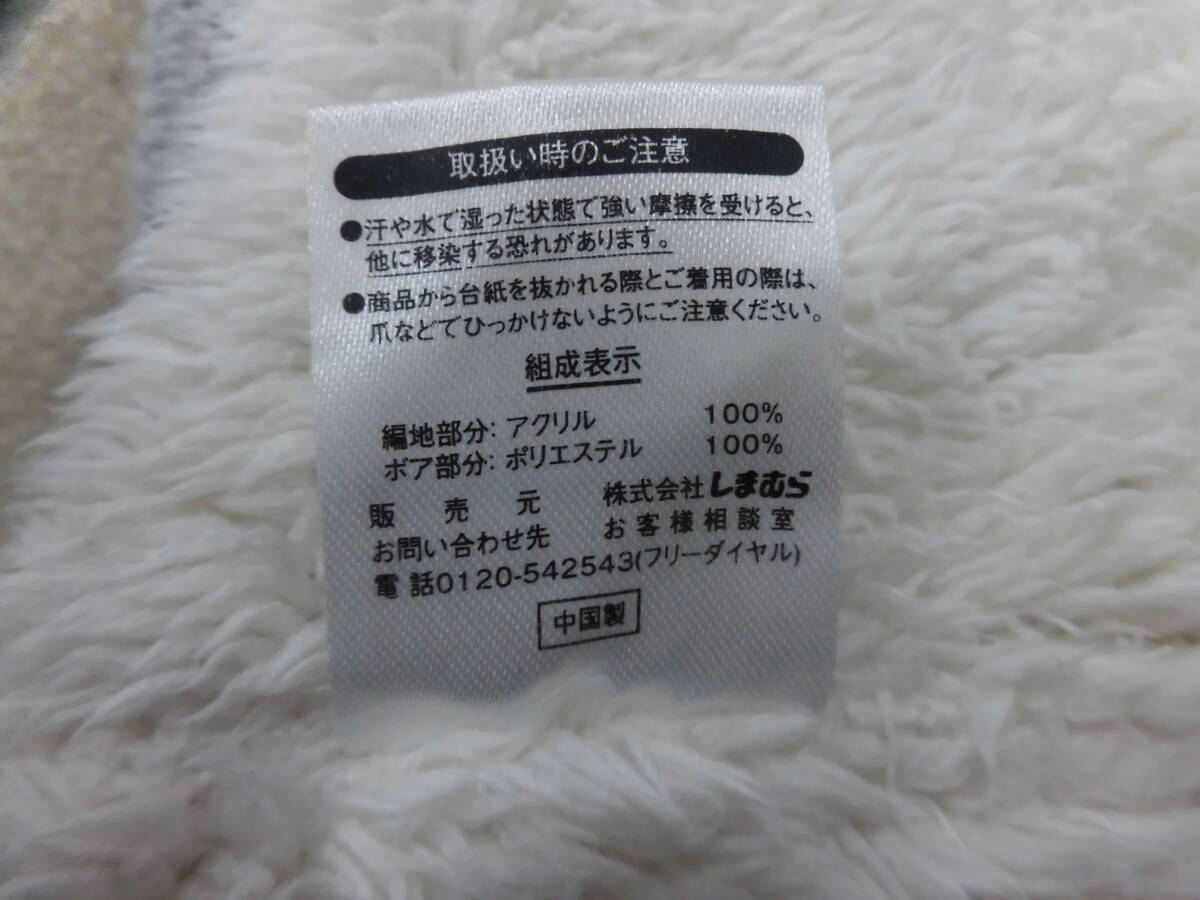 取扱い時のご注意
●汗や水で湿った状態で強い摩擦を受けると、
他に移染する恐れがあります。
●商品から台紙を抜かれる際とご着用の際は、
爪などでひっかけないようにご注意ください。
組成表示
編地部分: アクリル 100%
ボア部分: ポリエステル 100%
販売元 株式会社しまむら
お問い合わせ先 お客様相談室
電話0120-542543(フリーダイヤル)
中国製